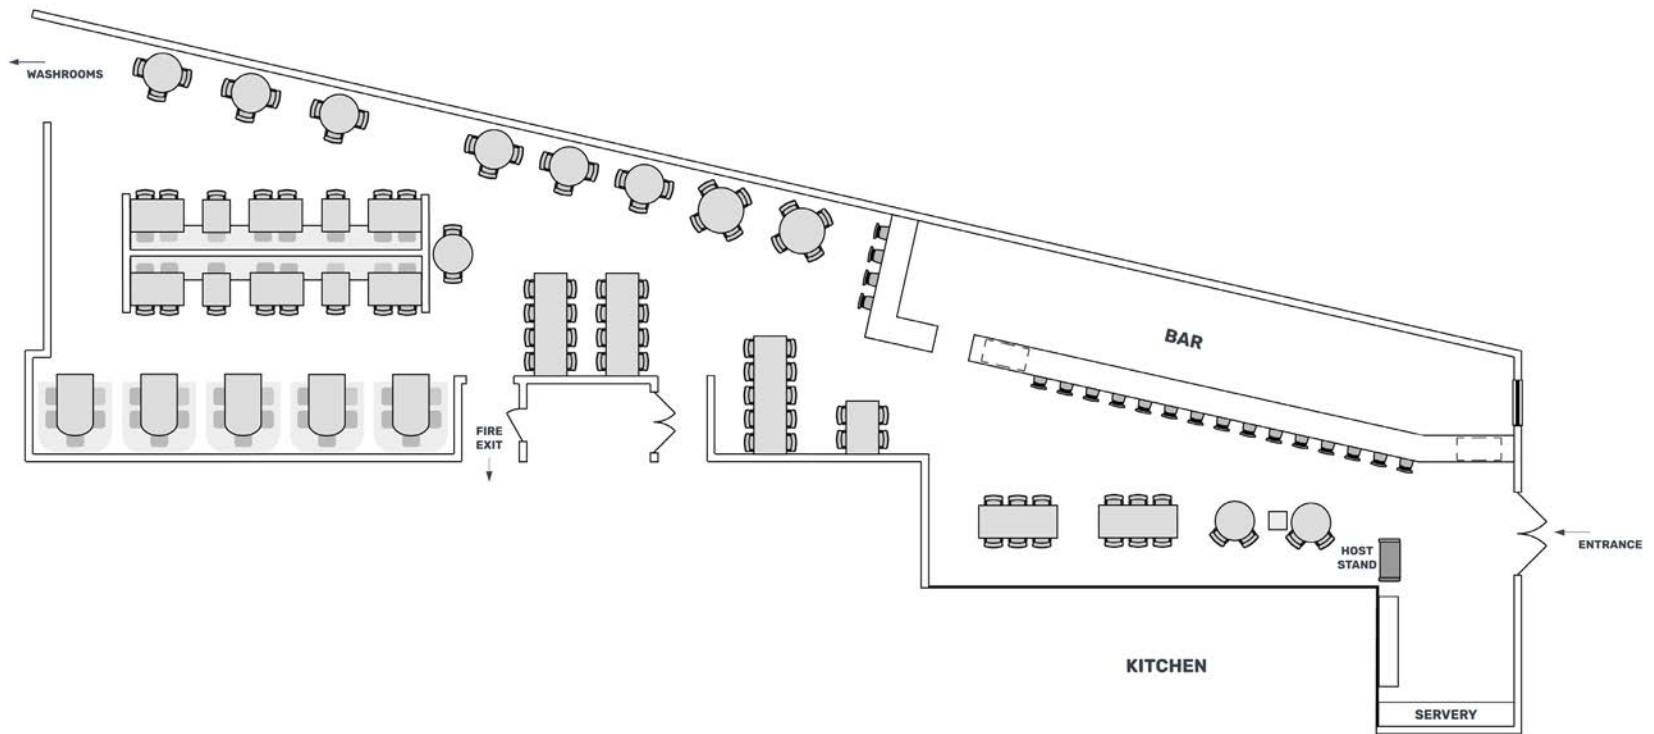 WASHROOMS
BAR
FIRE
EXIT
HOST
STAND
ENTRANCE
KITCHEN
SERVERY